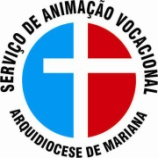 SERVIÇO DE ANIMAÇÃO VOCACIONAL
ARQUIDIOCESE DE MARIANA